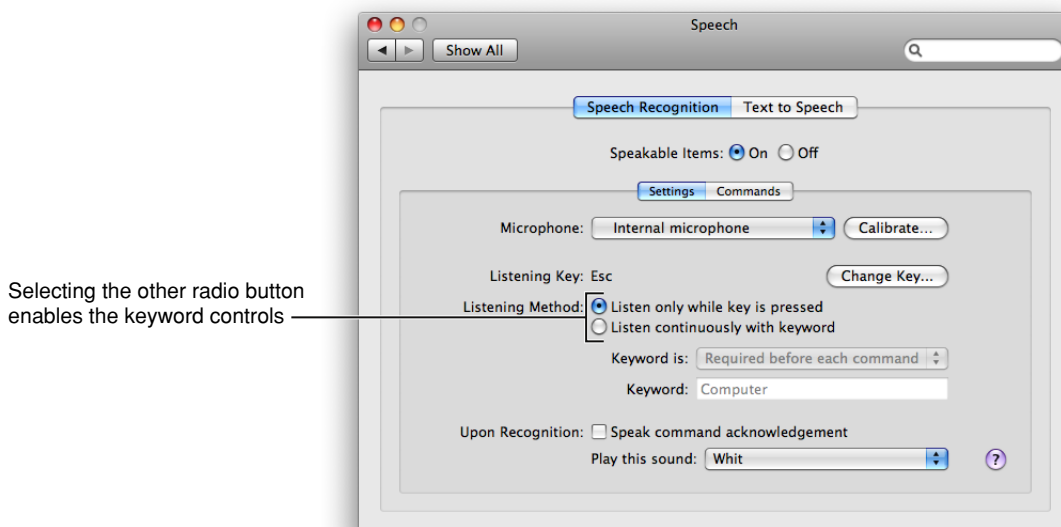 Speech
Show All
Speech Recognition Text to Speech
Speakable Items: On Off
Settings Commands
Microphone: Internal microphone Calibrate...
Listening Key: Esc Change Key...
Selecting the other radio button
enables the keyword controls
Listening Method: Listen only while key is pressed
Listen continuously with keyword
Keyword is: Required before each command
Keyword: Computer
Upon Recognition: Speak command acknowledgement
Play this sound: Whit ?